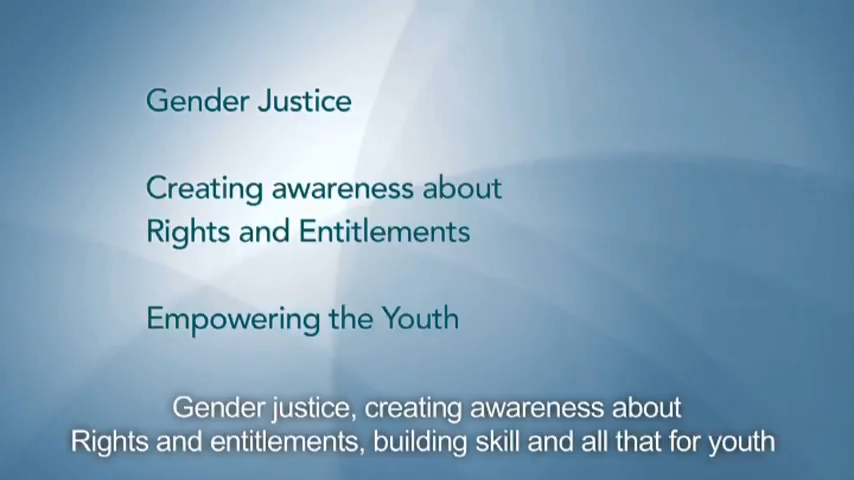 Gender Justice
Creating awareness about
Rights and Entitlements
Empowering the Youth
Gender justice, creating awareness about
Rights and entitlements, building skill and all that for youth